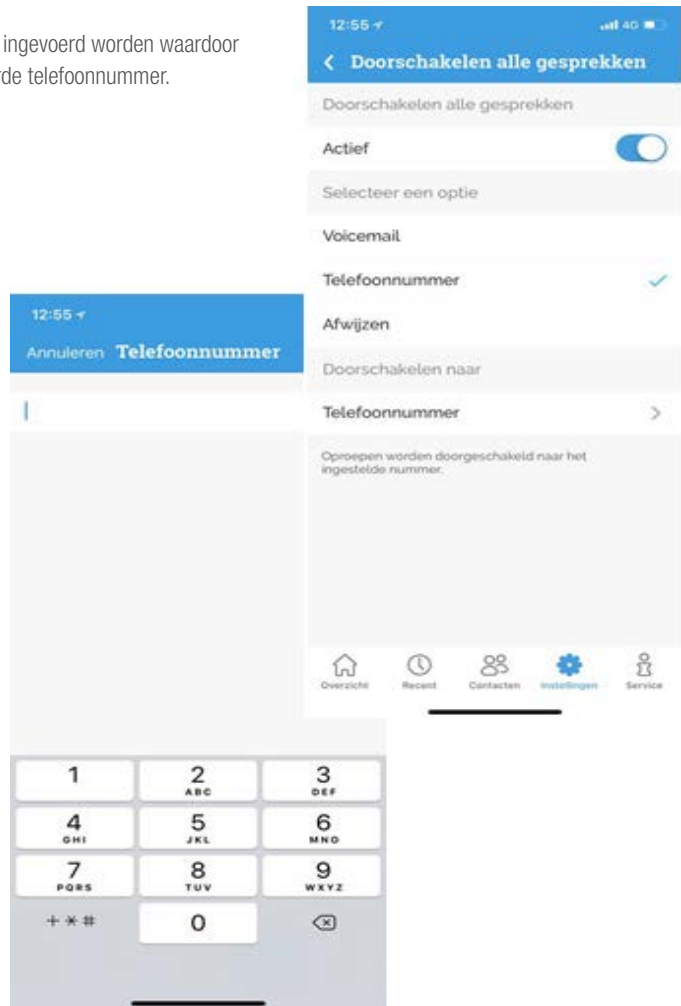 ingevoerd worden waardoor
rde telefoonnummer.
12:55
4G
Doorschakelen alle gesprekken
Doorschakelen alle gesprekken
Actief
Selecteer een optie
Voicemail
Telefoonnummer
Afwijzen
Doorschakelen naar
Telefoonnummer
Oproepen worden doorgeschakeld naar het
ingestelde nummer.
Overzicht Recent Contacten Instellingen Service
12:55
Annuleren Telefoonnummer
1 2 3
ABC DEF
4 5 6
GHI JKL MNO
7 8 9
PQRS TUV WXYZ
+ * # 0